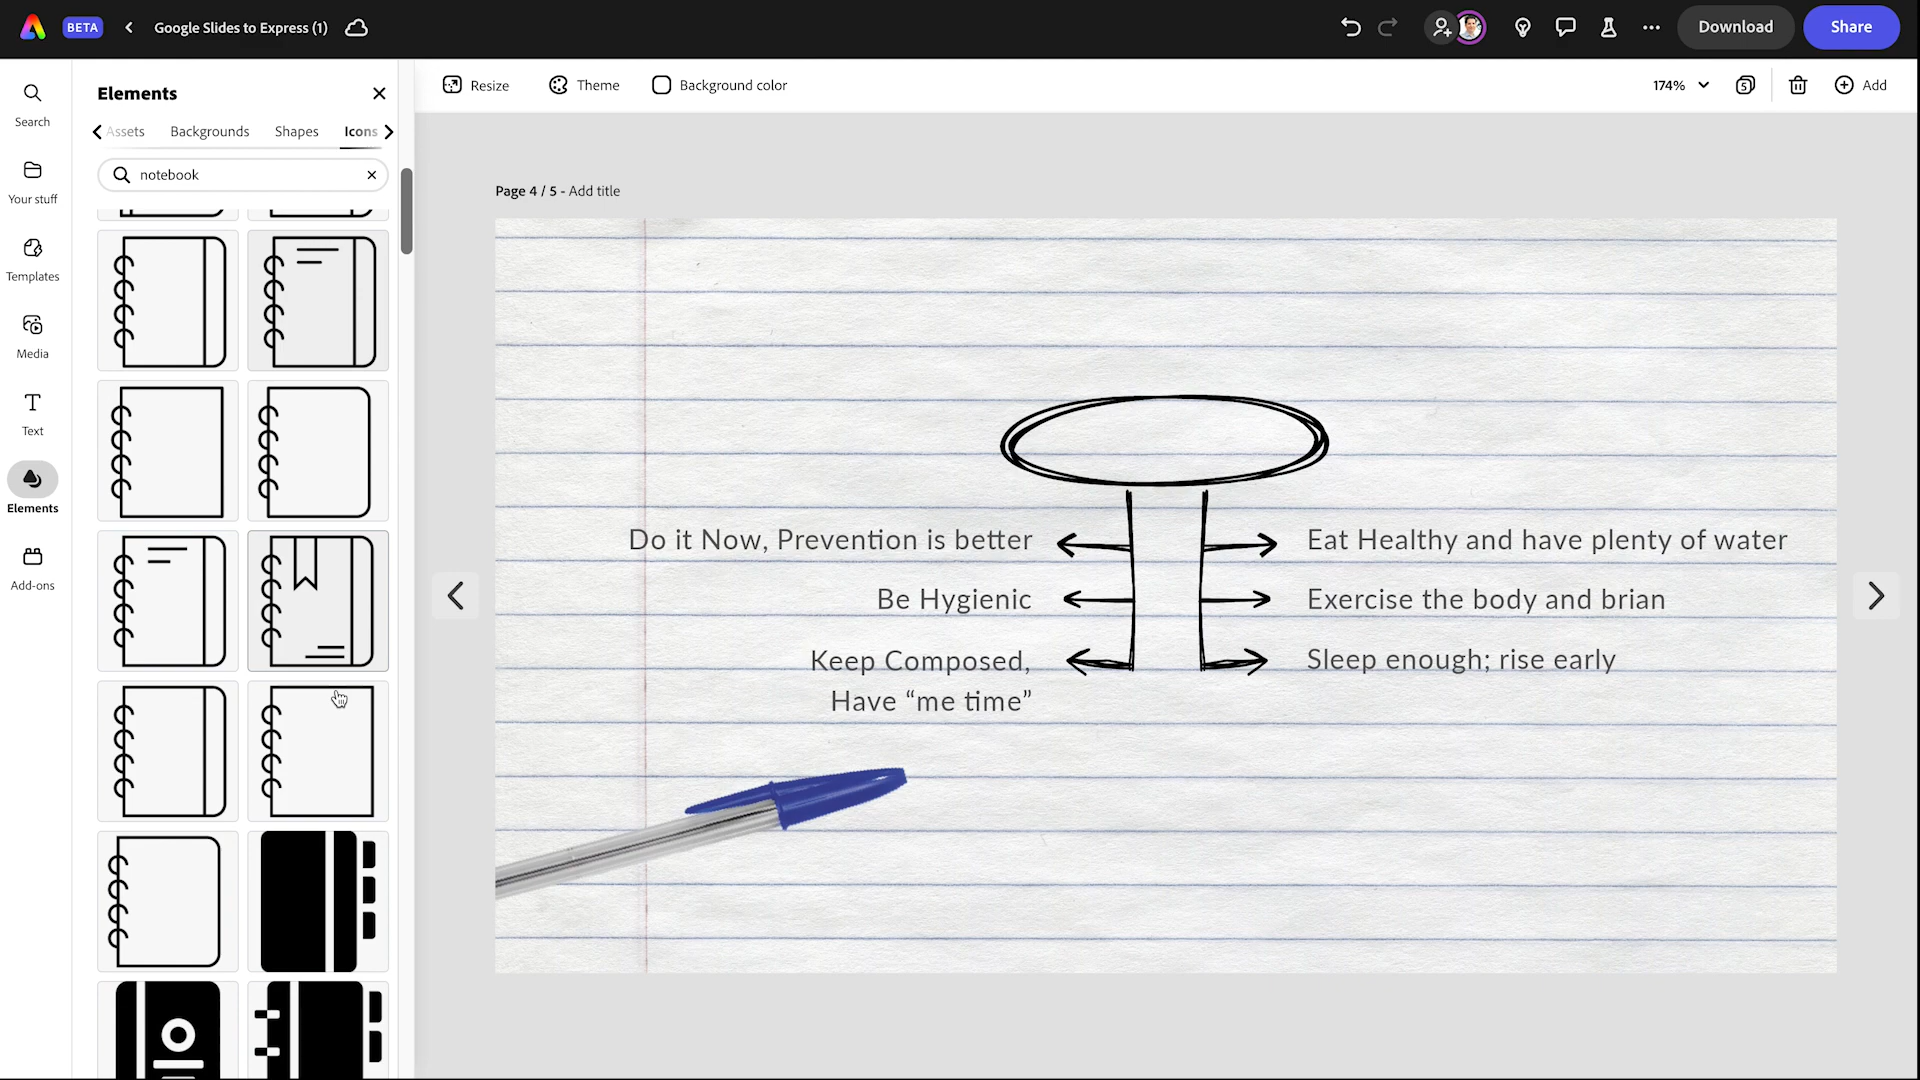 BETA
Google Slides to Express (1)
Download
Share
Search
Your stuff
Templates
Media
Text
Elements
Add-ons
Elements
Assets
Backgrounds
Shapes
Icons
notebook
Resize
Theme
Background color
174%
5
Add
Page 4 / 5 - Add title
Do it Now, Prevention is better
Be Hygienic
Keep Composed,
Have “me time”
Eat Healthy and have plenty of water
Exercise the body and brian
Sleep enough; rise early